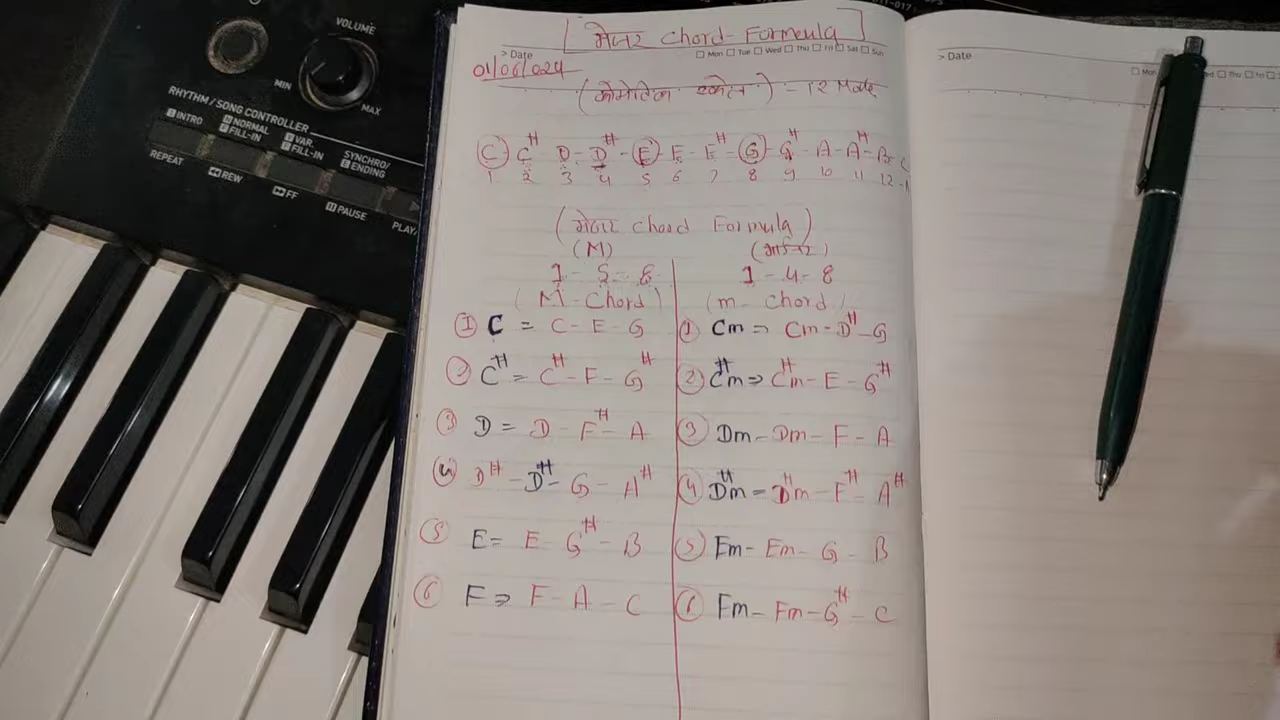 VOLUME
MIN
MAX
RHYTHM / SONG CONTROLLER
INTRO
NORMAL
FILL-IN
VAR.
FILL-IN
SYNCHRO/
ENDING
REPEAT
REW
FF
PAUSE
PLAY/
मेजर Chord Formula
> Date
Mon Tue Wed Thu Fri Sat Sun
01/06/024
(क्रोमेटिक स्केल) - 12
C C# D - D# - E - F - F# - G - G# - A - A# - B C
1 2 3 4 5 6 7 8 9 10 11 12
(मेजर Chord Formula)
(M) (माईनर)
1 - 5 - 8 1 - 4 - 8
(M - Chord) (m - Chord)
① C = C - E - G ① Cm = Cm - D# - G
② C# = C# - F - G# ② C#m = C#m - E - G#
③ D = D - F# - A ③ Dm - Dm - F - A
④ D# - D# - G - A# ④ D#m = D#m - F# - A#
⑤ E = E - G# - B ⑤ Em - Em - G - B
⑥ F = F - A - C ⑥ Fm - Fm - G# - C
> Date